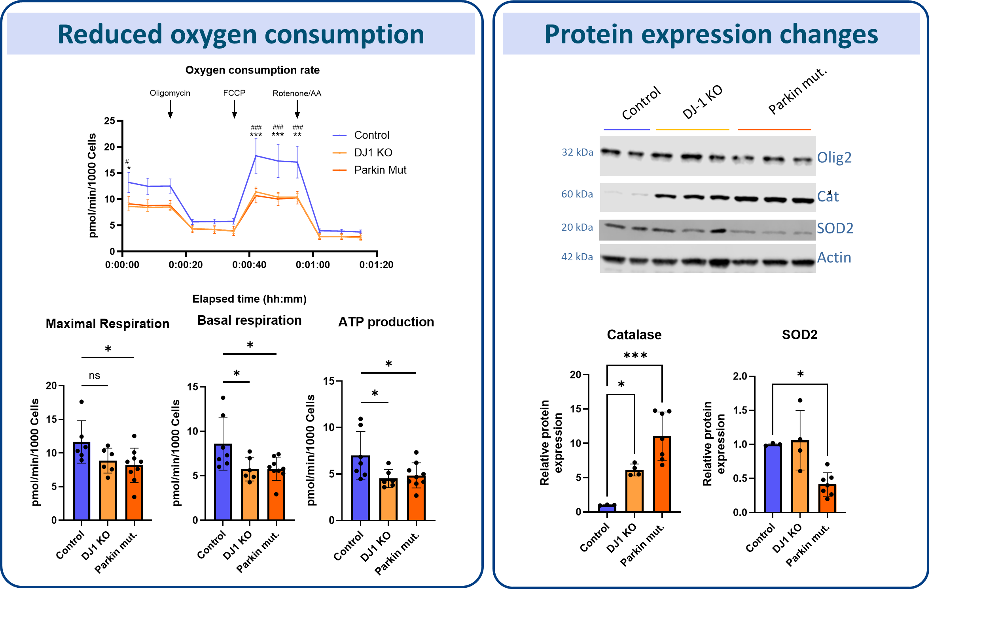 Reduced oxygen consumption
Oxygen consumption rate
Oligomycin
FCCP
Rotenone/AA
25
20
15
10
5
0
pmol/min/1000 Cells
#
*
###
***
###
***
###
**
Control
DJ1 KO
Parkin Mut
0:00:00
0:00:20
0:00:40
0:01:00
0:01:20
Elapsed time (hh:mm)
Maximal Respiration
*
ns
20
15
10
5
0
pmol/min/1000 Cells
Control
DJ1 KO
Parkin mut.
Basal respiration
*
*
15
10
5
0
pmol/min/1000 Cells
Control
DJ1 KO
Parkin mut.
ATP production
*
*
15
10
5
0
pmol/min/1000 Cells
Control
DJ1 KO
Parkin mut.
Protein expression changes
Control
DJ-1 KO
Parkin mut.
32 kDa
Olig2
60 kDa
Cat
20 kDa
SOD2
42 kDa
Actin
Catalase
***
*
20
15
10
5
0
Relative protein
expression
Control
DJ1 KO
Parkin mut.
SOD2
*
2.0
1.5
1.0
0.5
0.0
Relative protein
expression
Control
DJ1 KO
Parkin mut.